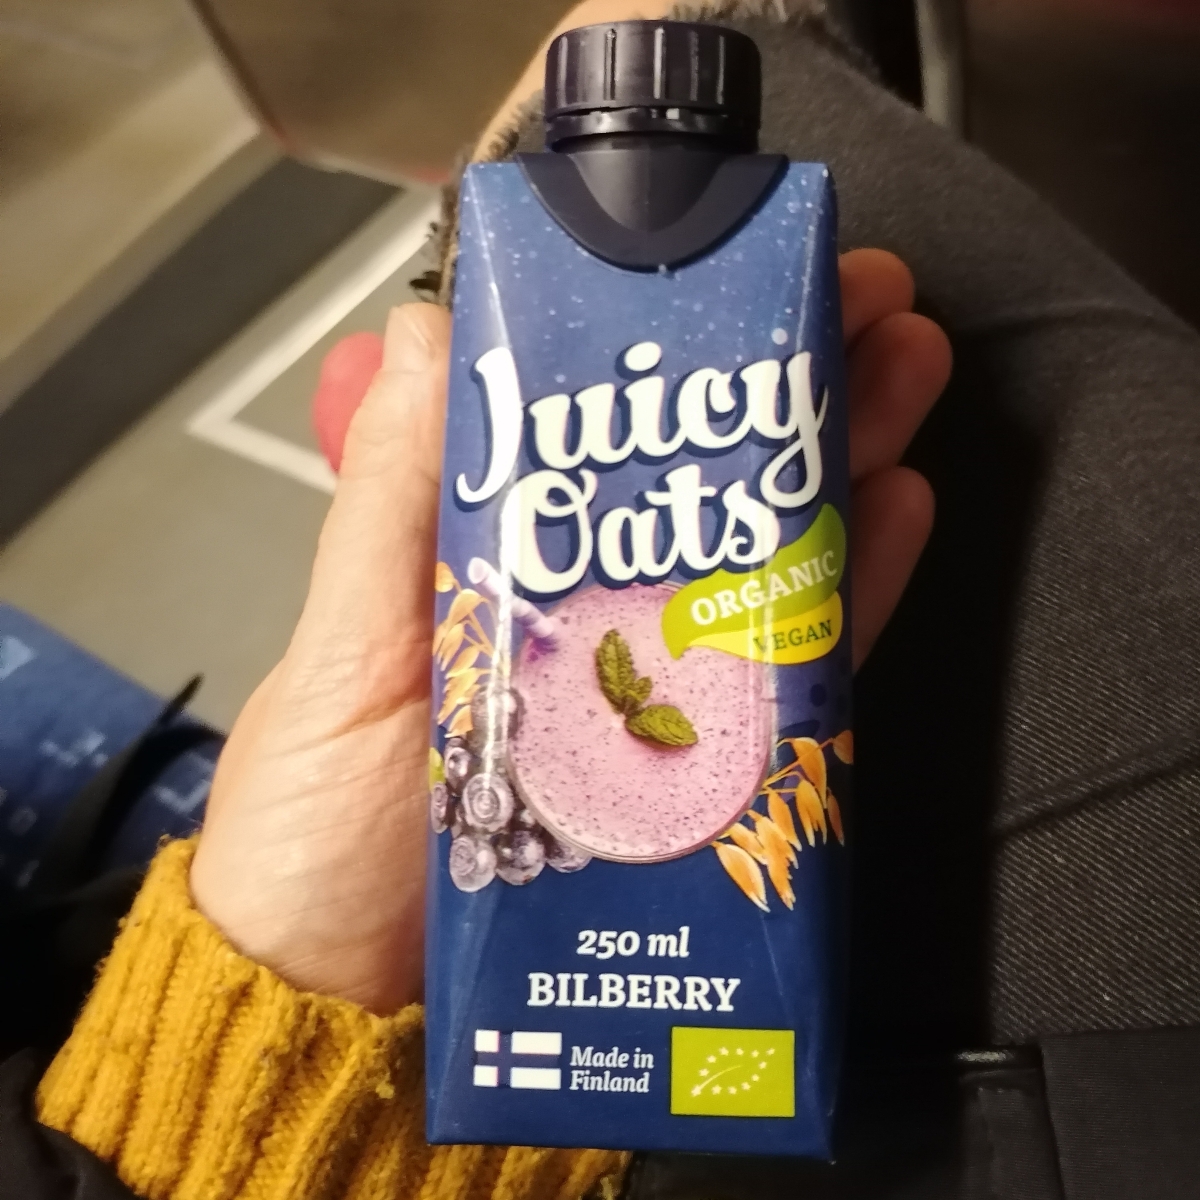 Juicy
Oats
ORGANIC
VEGAN
250 ml
BILBERRY
Made in
Finland